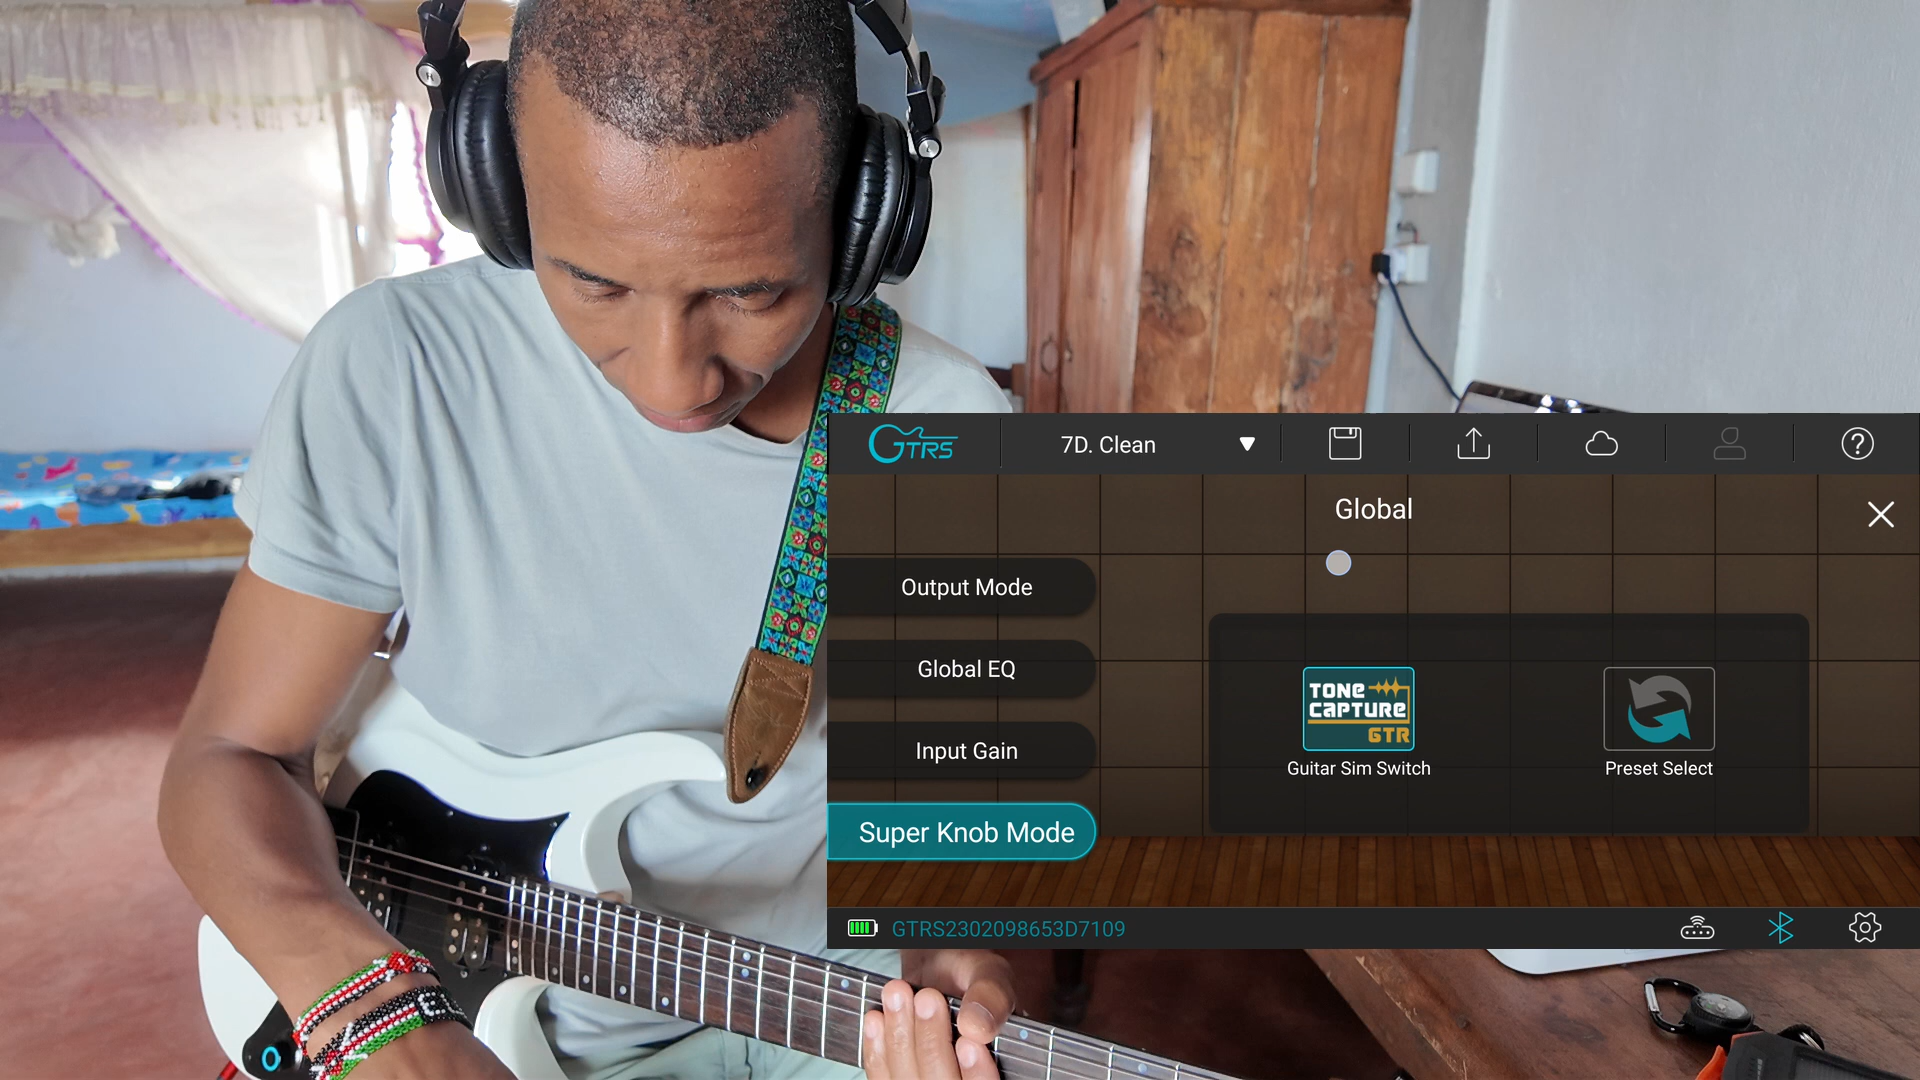 GTRS
7D. Clean
Global
Output Mode
Global EQ
Input Gain
Super Knob Mode
TONE
CAPTURE
GTR
Guitar Sim Switch
Preset Select
GTRS2302098653D7109